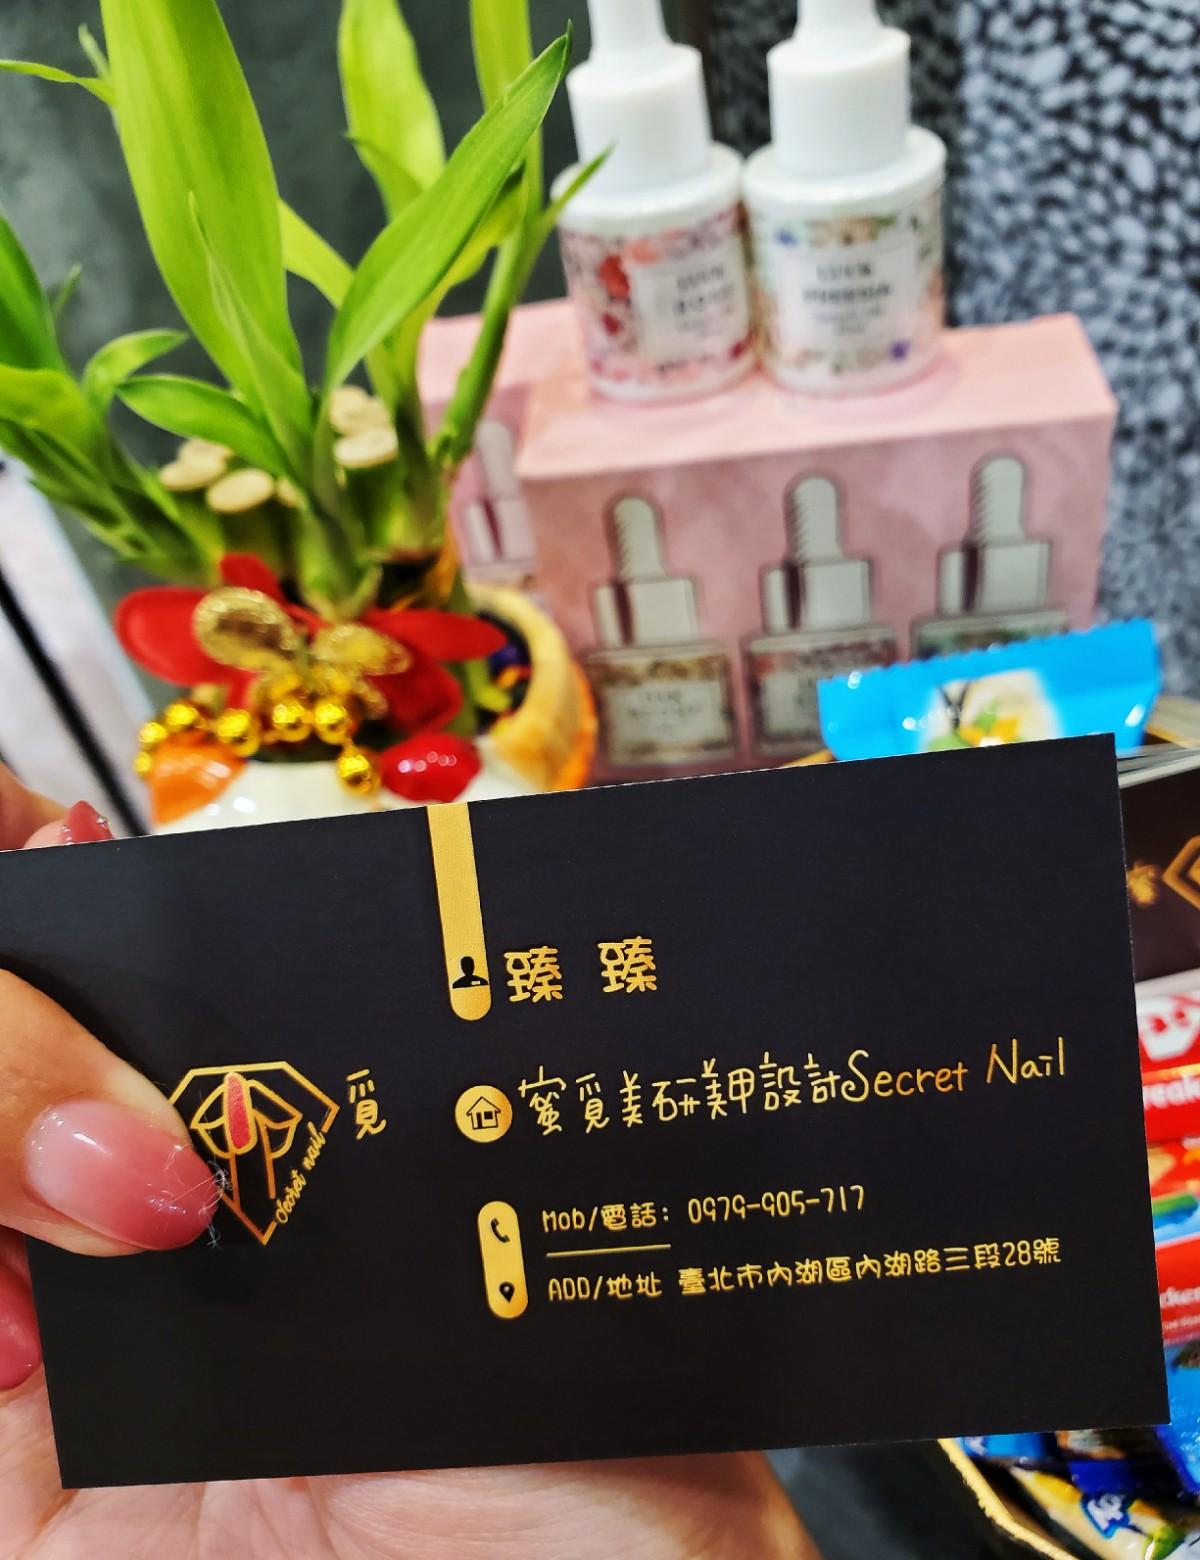 臻 臻
蜜覓美研美甲設計Secret Nail
覓
Secret nail
Mob/電話: 0979-905-717
ADD/地址 臺北市內湖區內湖路三段28號